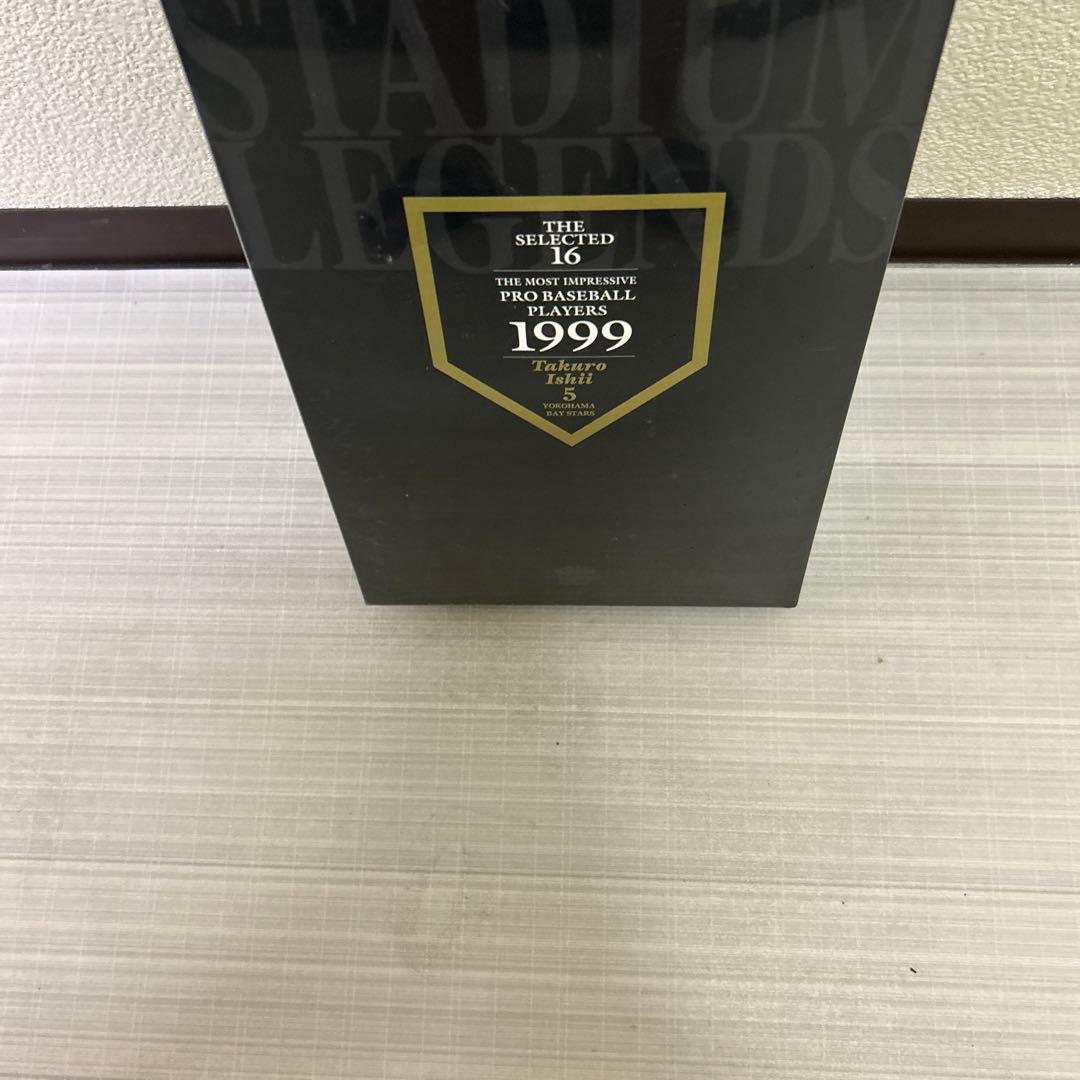 STADIUM
LEGENDS
THE
SELECTED
16
THE MOST IMPRESSIVE
PRO BASEBALL
PLAYERS
1999
Takuro
Ishii
5
YOKOHAMA
BAY STARS